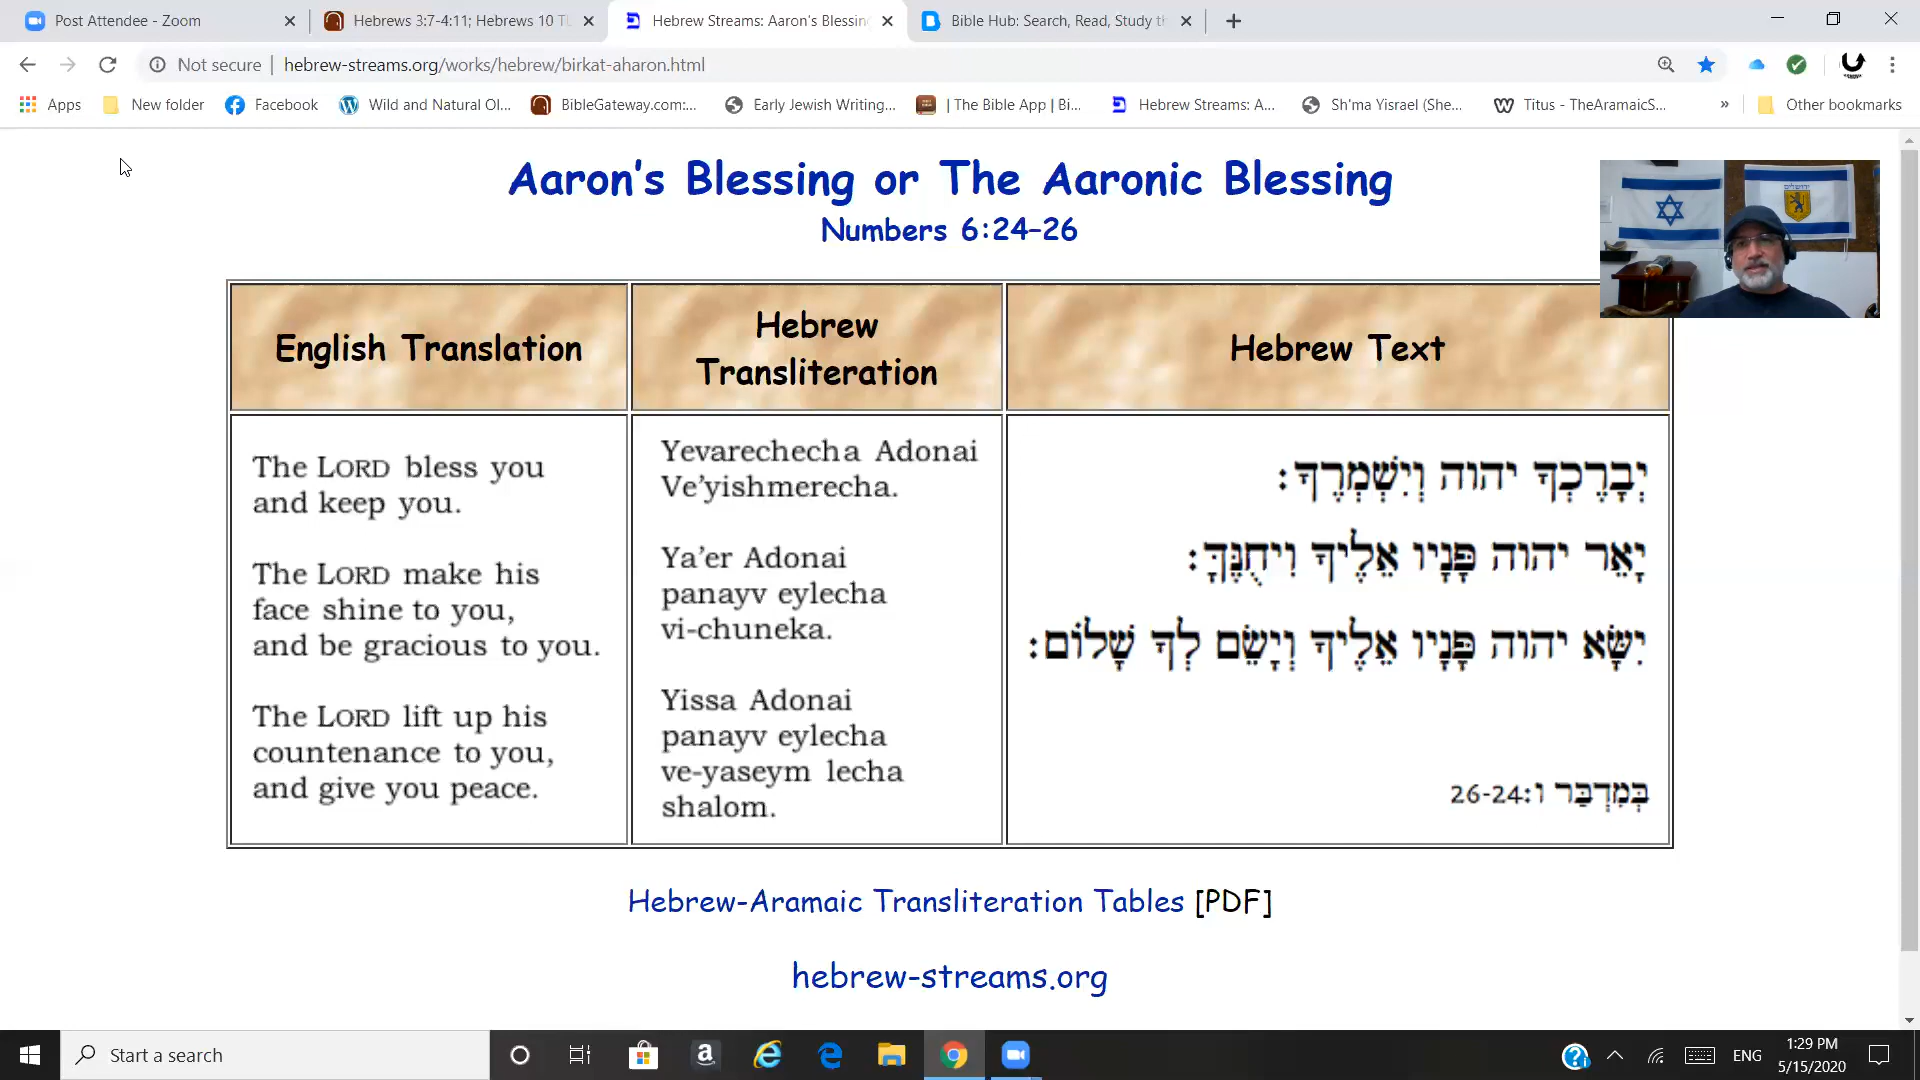 Post Attendee - Zoom
Hebrews 3:7-4:11; Hebrews 10 TL
Hebrew Streams: Aaron's Blessin
Bible Hub: Search, Read, Study th
Not secure | hebrew-streams.org/works/hebrew/birkat-aharon.html
Apps
New folder
Facebook
Wild and Natural Ol...
BibleGateway.com:...
Early Jewish Writing...
| The Bible App | Bi...
Hebrew Streams: A...
Sh'ma Yisrael (She...
Titus - TheAramaicS...
»
Other bookmarks
Aaron's Blessing or The Aaronic Blessing
Numbers 6:24–26
English Translation
Hebrew
Transliteration
Hebrew Text
The LORD bless you
and keep you.
The LORD make his
face shine to you,
and be gracious to you.
The LORD lift up his
countenance to you,
and give you peace.
Yevarechecha Adonai
Ve’yishmerecha.
Ya’er Adonai
panayv eylecha
vi-chuneka.
Yissa Adonai
panayv eylecha
ve-yaseym lecha
shalom.
יְבָרֶכְךָ יהוה וְיִשְׁמְרֶךָ:
יָאֵר יהוה פָּנָיו אֵלֶיךָ וִיחֻנֶּךָּ:
יִשָּׂא יהוה פָּנָיו אֵלֶיךָ וְיָשֵׂם לְךָ שָׁלוֹם:
בְּמִדְבַּר ו:24-26
Hebrew-Aramaic Transliteration Tables [PDF]
hebrew-streams.org
Start a search
ENG
1:29 PM
5/15/2020